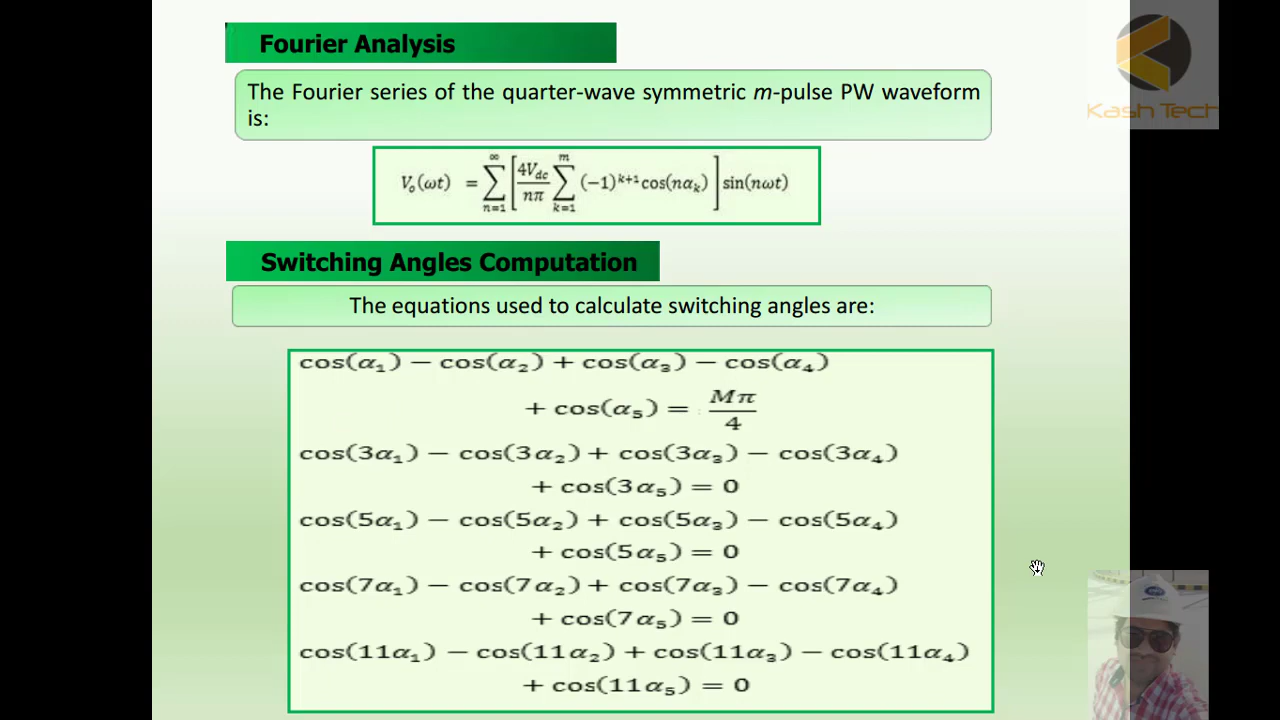 Fourier Analysis
Kash Tech
The Fourier series of the quarter-wave symmetric m-pulse PW waveform
is:
V₀(ωt) = ∑_{n=1}^{∞} [ 4V_dc/nπ ∑_{k=1}^{m} (−1)^{k+1} cos(nα_k) ] sin(nωt)
Switching Angles Computation
The equations used to calculate switching angles are:
cos(α₁) − cos(α₂) + cos(α₃) − cos(α₄)
+ cos(α₅) = Mπ/4
cos(3α₁) − cos(3α₂) + cos(3α₃) − cos(3α₄)
+ cos(3α₅) = 0
cos(5α₁) − cos(5α₂) + cos(5α₃) − cos(5α₄)
+ cos(5α₅) = 0
cos(7α₁) − cos(7α₂) + cos(7α₃) − cos(7α₄)
+ cos(7α₅) = 0
cos(11α₁) − cos(11α₂) + cos(11α₃) − cos(11α₄)
+ cos(11α₅) = 0